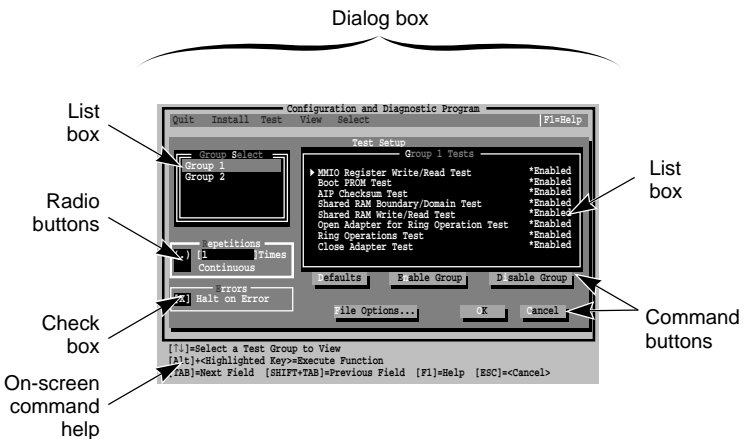 Dialog box
Configuration and Diagnostic Program
Quit Install Test View Select F1=Help
Test Setup
List box
Group Select
Group 1
Group 2
Group 1 Tests
MMIO Register Write/Read Test *Enabled
Boot PROM Test *Enabled
AIP Checksum Test *Enabled
Shared RAM Boundary/Domain Test *Enabled
Shared RAM Write/Read Test *Enabled
Open Adapter for Ring Operation Test *Enabled
Ring Operations Test *Enabled
Close Adapter Test *Enabled
List box
Radio buttons
Repetitions
(.) [1 ]Times
Continuous
Defaults Enable Group Disable Group
Check box
Errors
[X] Halt on Error
File Options... OK Cancel
Command buttons
On-screen command help
[↑↓]=Select a Test Group to View
[Alt]+<Highlighted Key>=Execute Function
[TAB]=Next Field [SHIFT+TAB]=Previous Field [F1]=Help [ESC]=<Cancel>